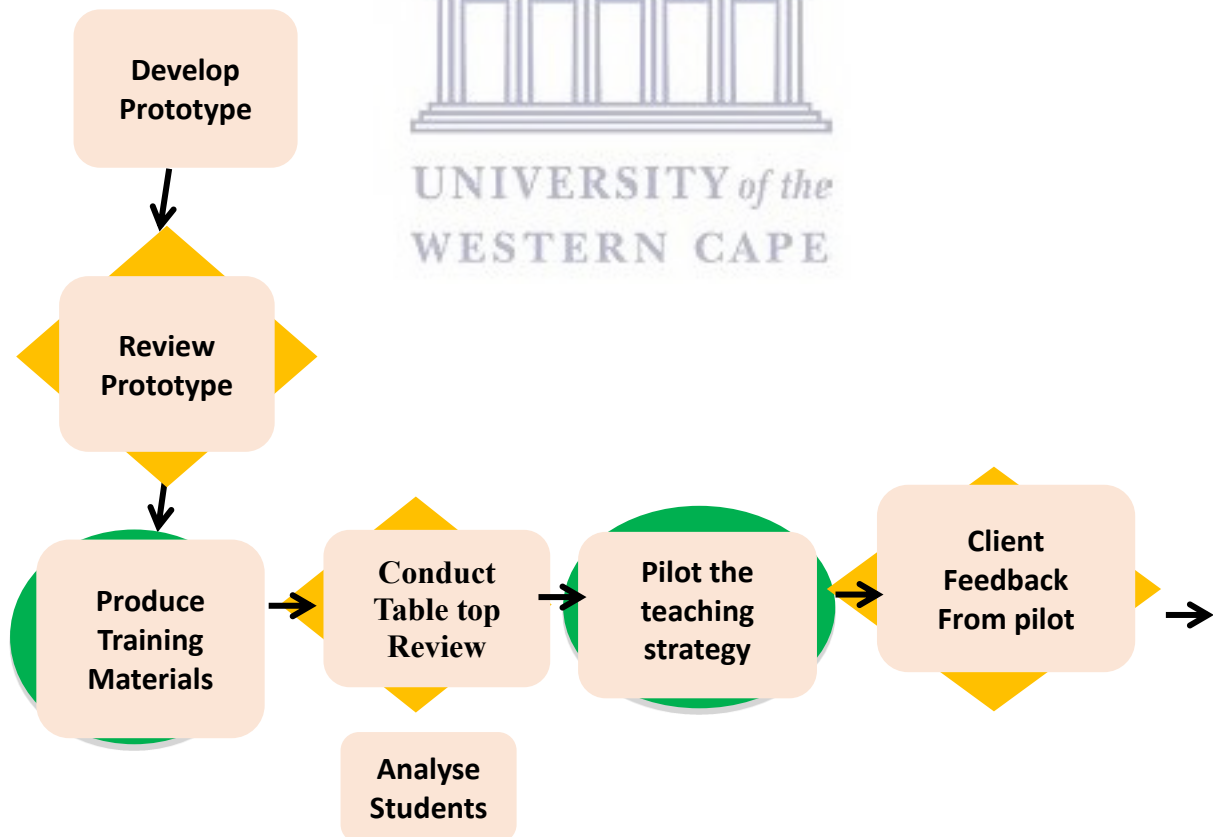 Develop
Prototype
UNIVERSITY of the
WESTERN CAPE
Review
Prototype
Produce
Training
Materials
Conduct
Table top
Review
Pilot the
teaching
strategy
Client
Feedback
From pilot
Analyse
Students